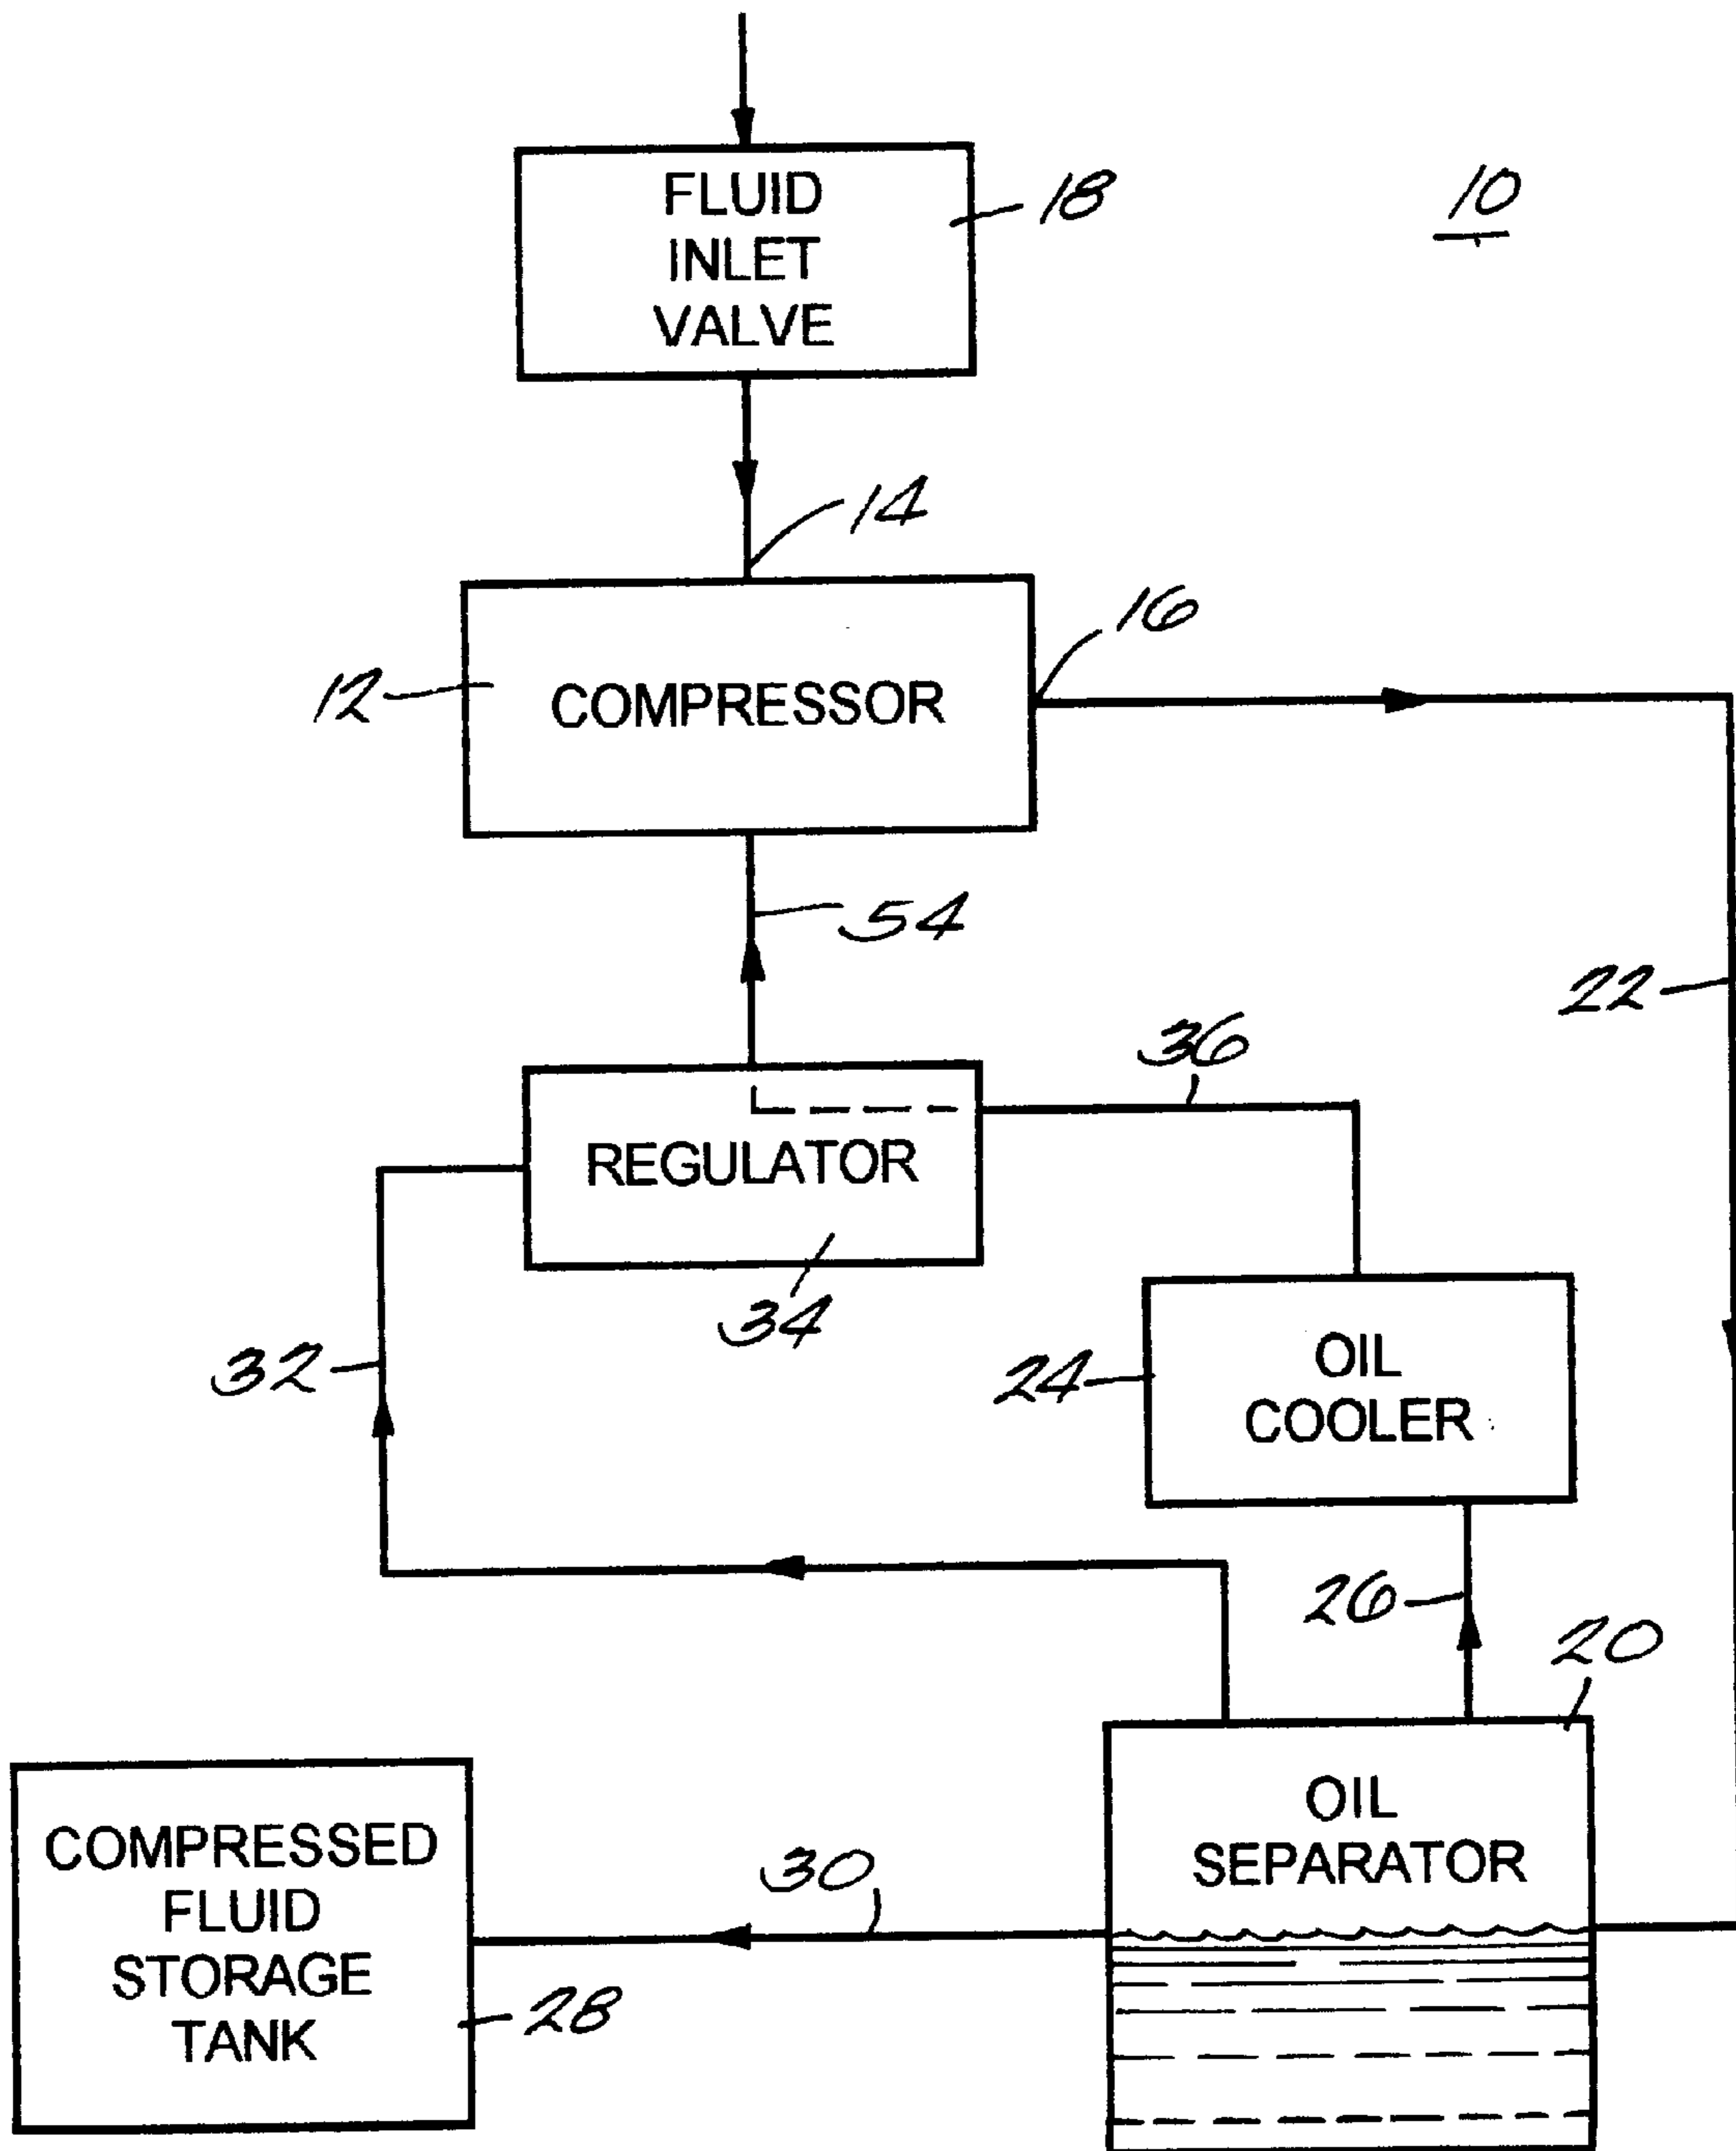 FLUID
INLET
VALVE
18
10
14
COMPRESSOR
12
16
54
22
36
REGULATOR
34
32
OIL
COOLER
24
26
20
OIL
SEPARATOR
30
COMPRESSED
FLUID
STORAGE
TANK
28